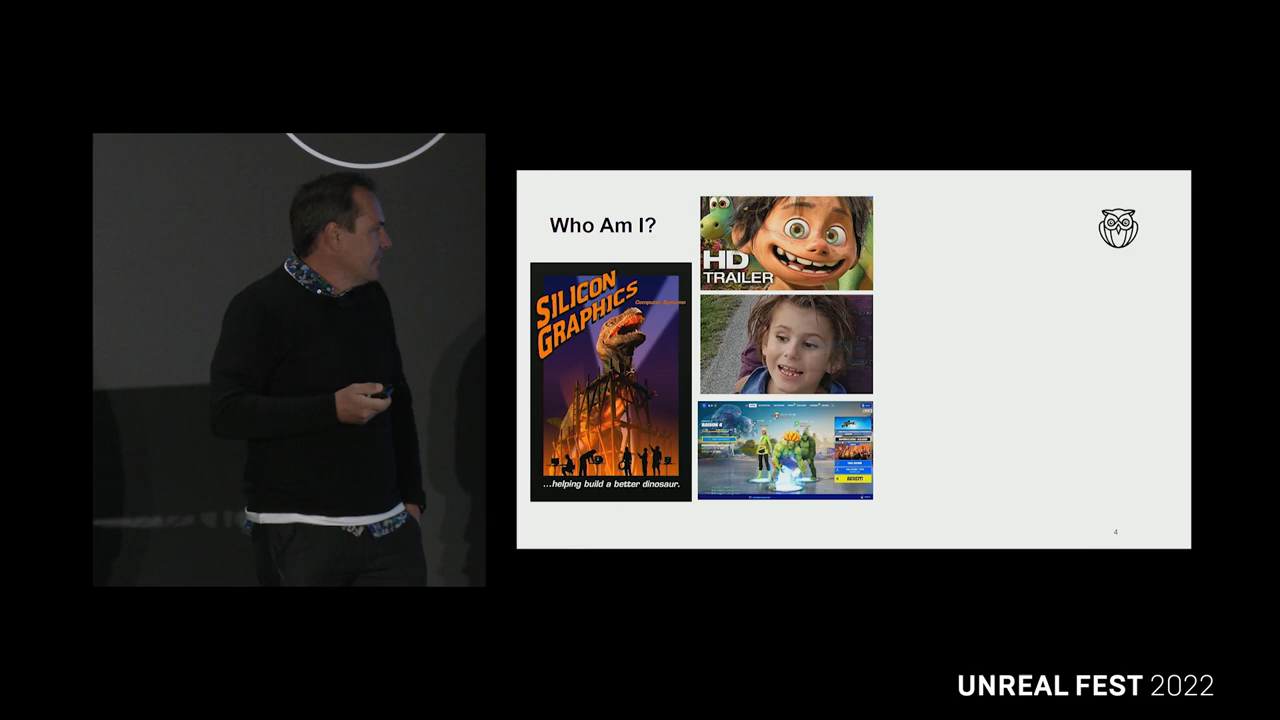 Who Am I?
SILICON
GRAPHICS
Computer Systems
...helping build a better dinosaur.
HD
TRAILER
4
UNREAL FEST 2022